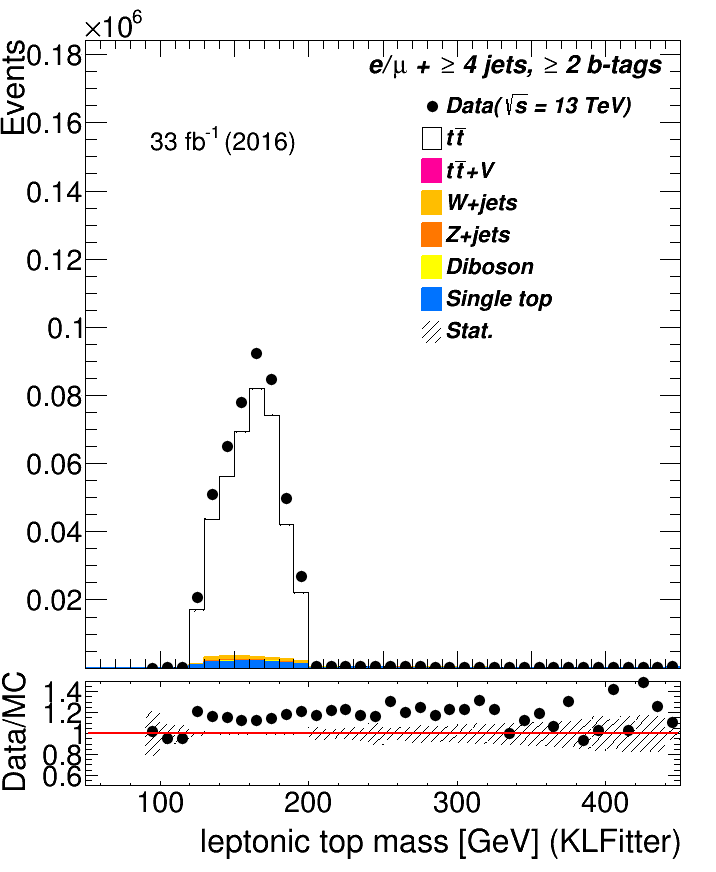 ×10⁶
Events
0.18
0.16
0.14
0.12
0.1
0.08
0.06
0.04
0.02
e/μ + ≥ 4 jets, ≥ 2 b-tags
33 fb⁻¹ (2016)
Data(√s = 13 TeV)
tt̅
tt̅+V
W+jets
Z+jets
Diboson
Single top
Stat.
Data/MC
1.4
1.2
1
0.8
0.6
100 200 300 400
leptonic top mass [GeV] (KLFitter)